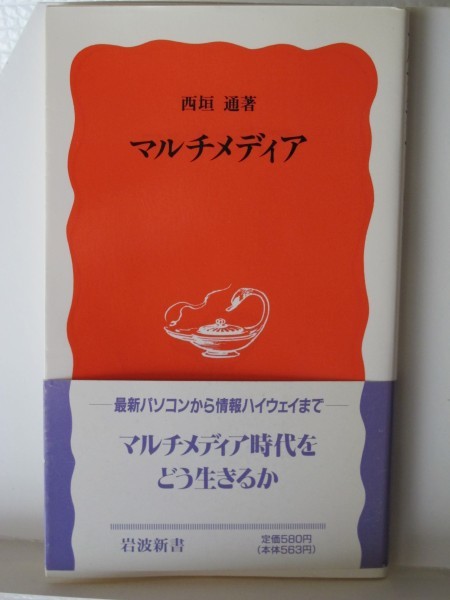 西垣 通著
マルチメディア
最新パソコンから情報ハイウェイまで
マルチメディア時代を
どう生きるか
岩波新書
定価580円
(本体563円)